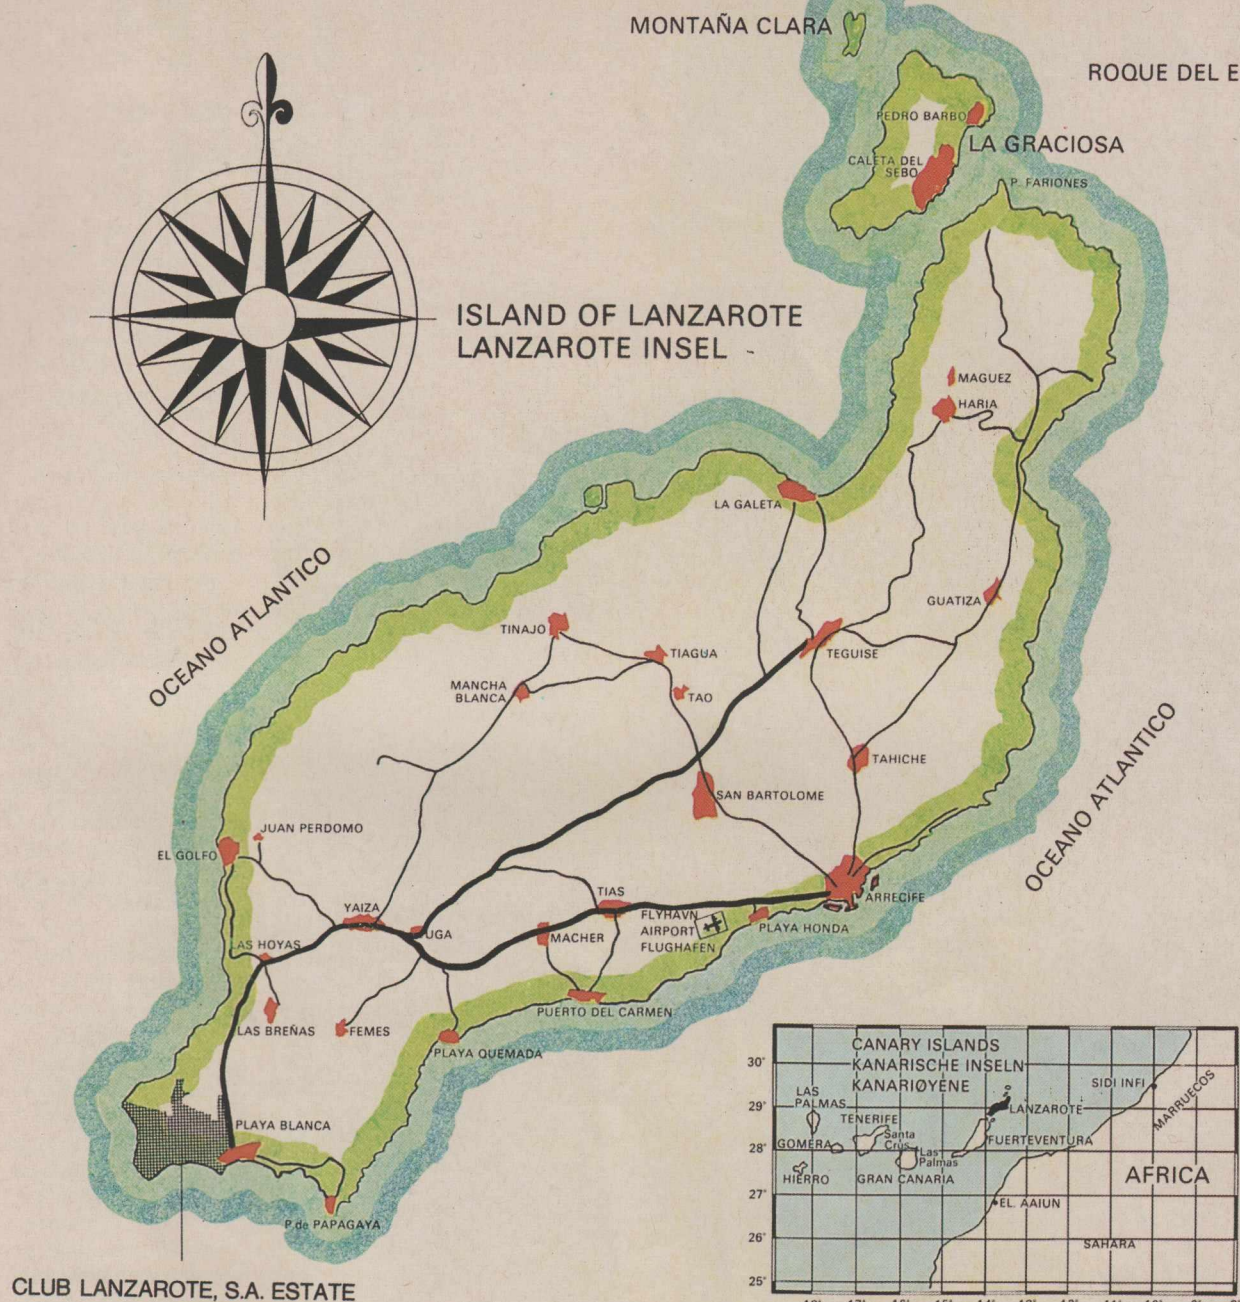 MONTAÑA CLARA
ROQUE DEL E
PEDRO BARBO
LA GRACIOSA
CALETA DEL
SEBO
P. FARIONES
ISLAND OF LANZAROTE
LANZAROTE INSEL
MAGUEZ
HARIA
LA GALETA
OCEANO ATLANTICO
GUATIZA
TINAJO
TIAGUA
TEGUISE
MANCHA
BLANCA
TAO
TAHICHE
SAN BARTOLOME
OCEANO ATLANTICO
JUAN PERDOMO
EL GOLFO
TIAS
ARRECIFE
YAIZA
FLYHAVN
AIRPORT
FLUGHAFEN
PLAYA HONDA
UGA
MACHER
LAS HOYAS
PUERTO DEL CARMEN
LAS BREÑAS
FEMES
PLAYA QUEMADA
PLAYA BLANCA
P. de PAPAGAYA
CLUB LANZAROTE, S.A. ESTATE
CANARY ISLANDS
KANARISCHE INSELN
KANARIØYENE
30°
SIDI INFI
MARRUECOS
LAS
PALMAS
29°
LANZAROTE
TENERIFE
Santa
Crus
FUERTEVENTURA
28°
GOMERA
Las
Palmas
HIERRO
GRAN CANARIA
AFRICA
27°
EL AAIUN
26°
SAHARA
25°